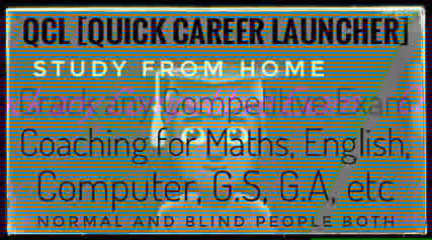 QCL [QUICK CAREER LAUNCHER]
STUDY FROM HOME
Crack any Competitive Exam
Coaching for Maths, English,
Computer, G.S, G.A, etc
NORMAL AND BLIND PEOPLE BOTH